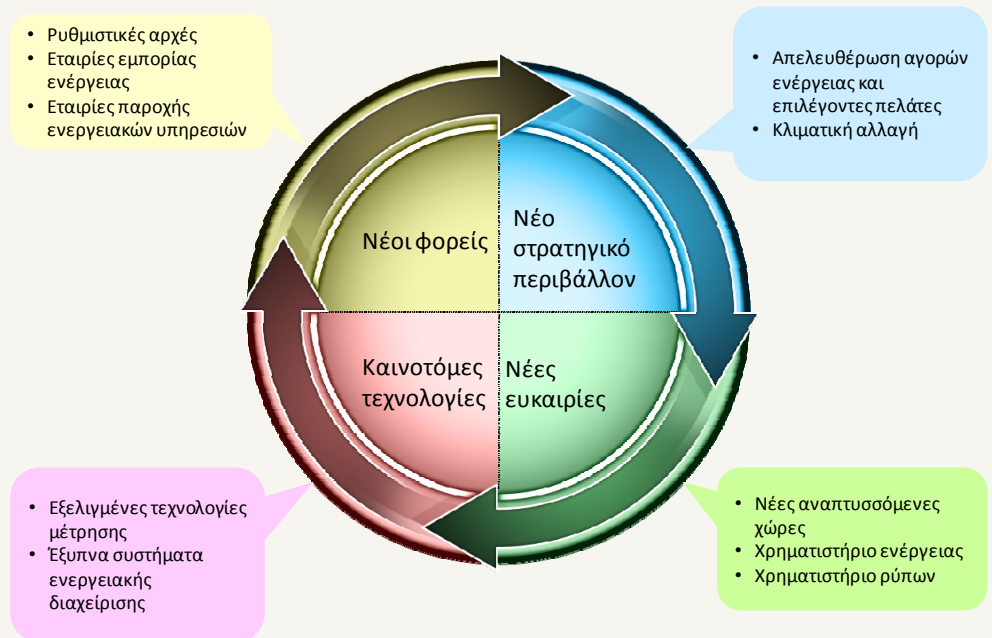 • Ρυθμιστικές αρχές
• Εταιρίες εμπορίας
ενέργειας
• Εταιρίες παροχής
ενεργειακών υπηρεσιών
• Απελευθέρωση αγορών
ενέργειας και
επιλέγοντες πελάτες
• Κλιματική αλλαγή
Νέοι φορείς
Νέο
στρατηγικό
περιβάλλον
Καινοτόμες
τεχνολογίες
Νέες
ευκαιρίες
• Εξελιγμένες τεχνολογίες
μέτρησης
• Έξυπνα συστήματα
ενεργειακής
διαχείρισης
• Νέες αναπτυσσόμενες
χώρες
• Χρηματιστήριο ενέργειας
• Χρηματιστήριο ρύπων